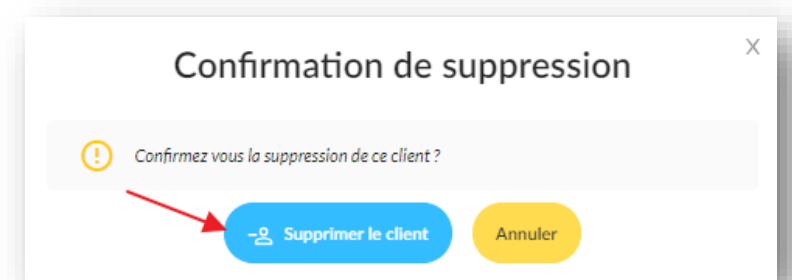 Confirmation de suppression
X
Confirmez vous la suppression de ce client ?
Supprimer le client
Annuler